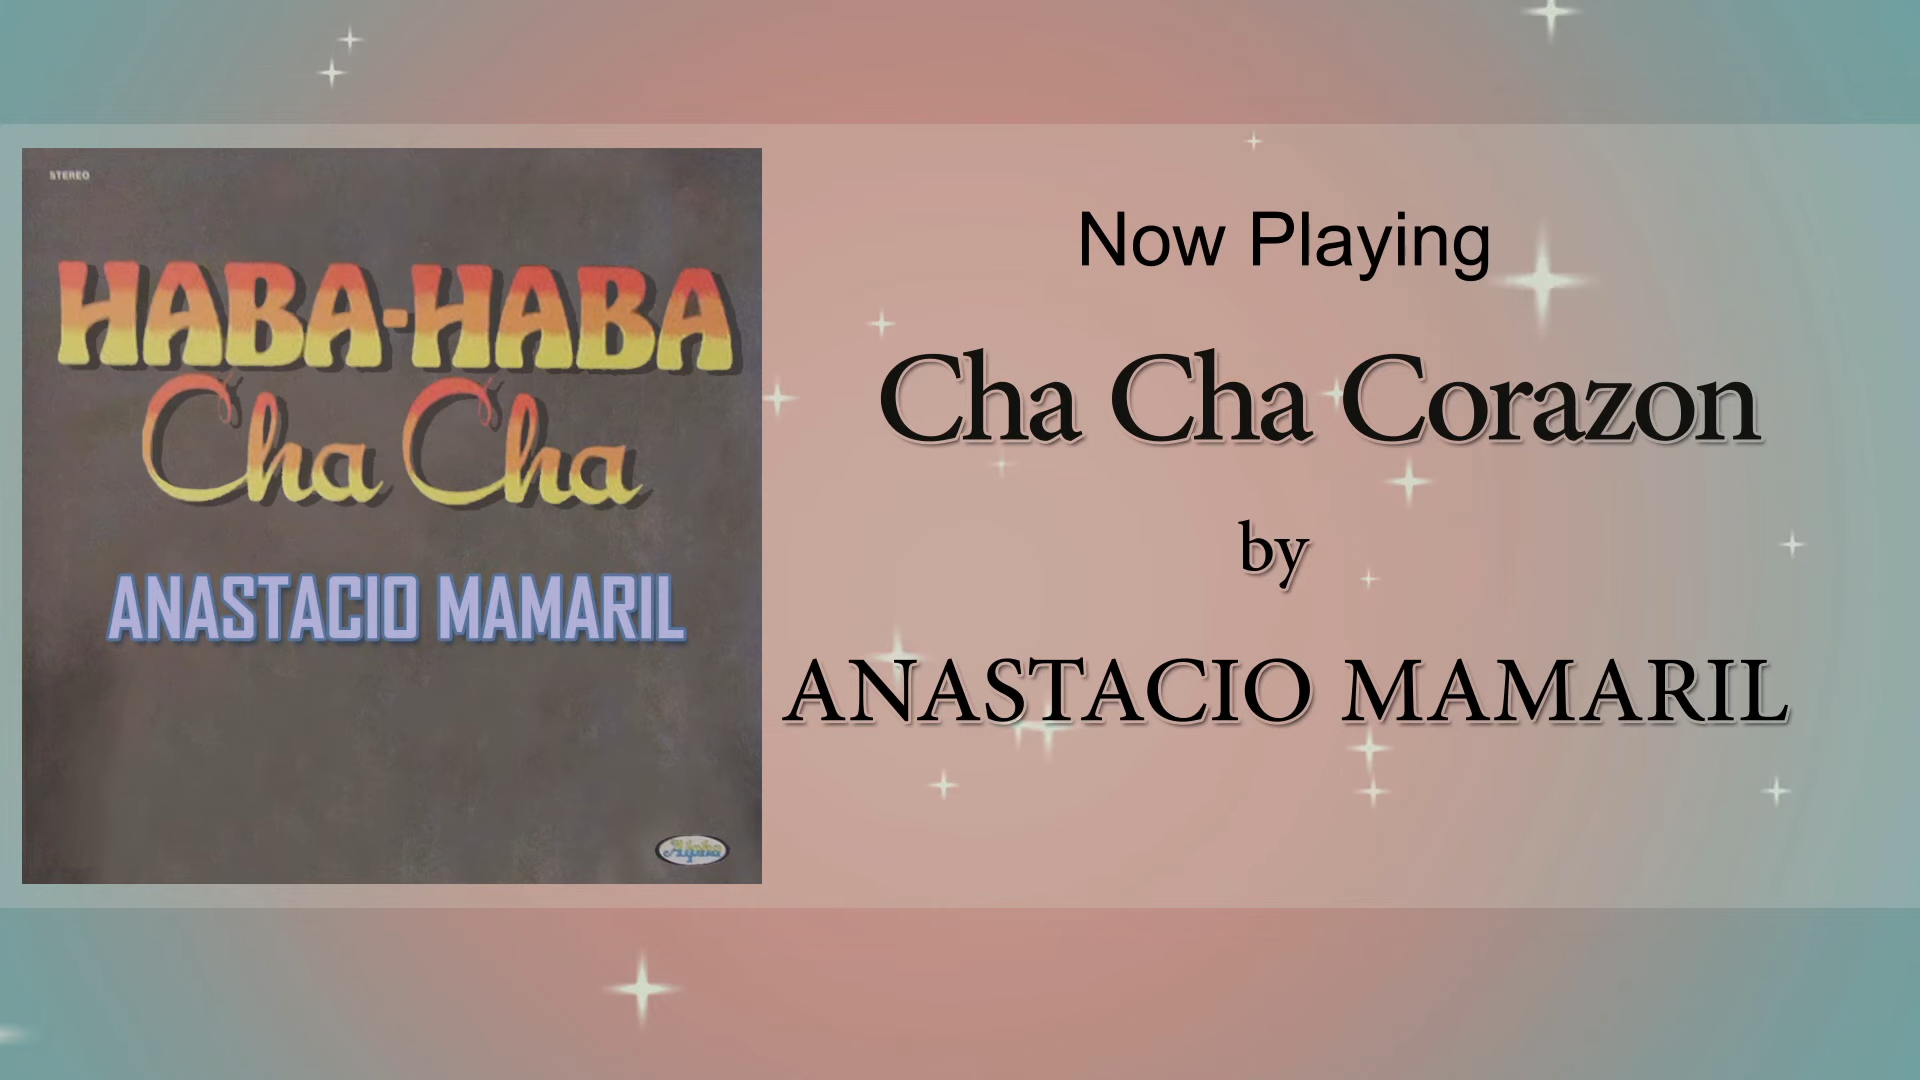 STEREO
HABA-HABA
Cha Cha
ANASTACIO MAMARIL
Now Playing
Cha Cha Corazon
by
ANASTACIO MAMARIL